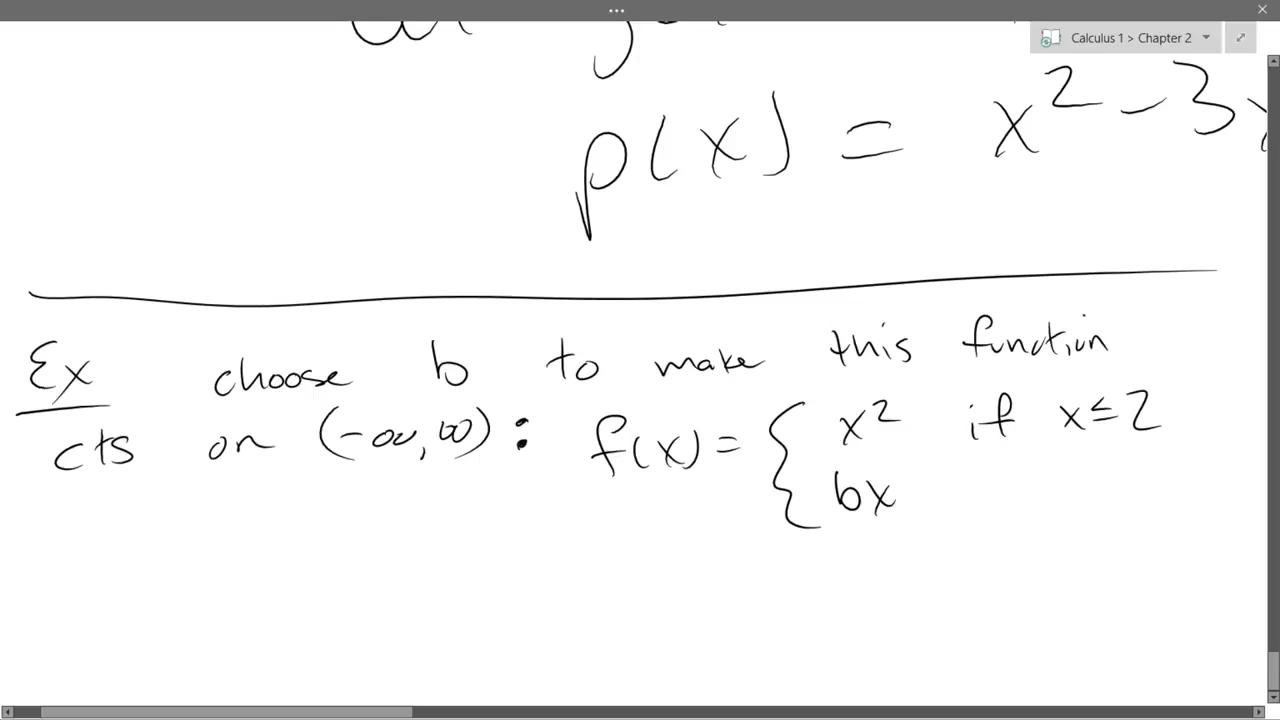 Calculus 1 > Chapter 2
p(x) = x² - 3
Ex choose b to make this function
cts on (-∞, ∞) : f(x) = { x² if x ≤ 2
bx